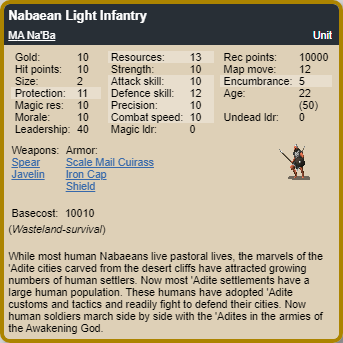 Nabaean Light Infantry
MA Na'Ba Unit
Gold: 10 Resources: 13 Rec points: 10000
Hit points: 10 Strength: 10 Map move: 12
Size: 2 Attack skill: 10 Encumbrance: 5
Protection: 11 Defence skill: 12 Age: 22
Magic res: 10 Precision: 10 (50)
Morale: 10 Combat speed: 10 Undead ldr: 0
Leadership: 40 Magic ldr: 0
Weapons: Armor:
Spear Scale Mail Cuirass
Javelin Iron Cap
Shield
Basecost: 10010
(Wasteland-survival)
While most human Nabaeans live pastoral lives, the marvels of the
'Adite cities carved from the desert cliffs have attracted growing
numbers of human settlers. Now most 'Adite settlements have a
large human population. These humans have adopted 'Adite
customs and tactics and readily fight to defend their cities. Now
human soldiers march side by side with the 'Adites in the armies of
the Awakening God.